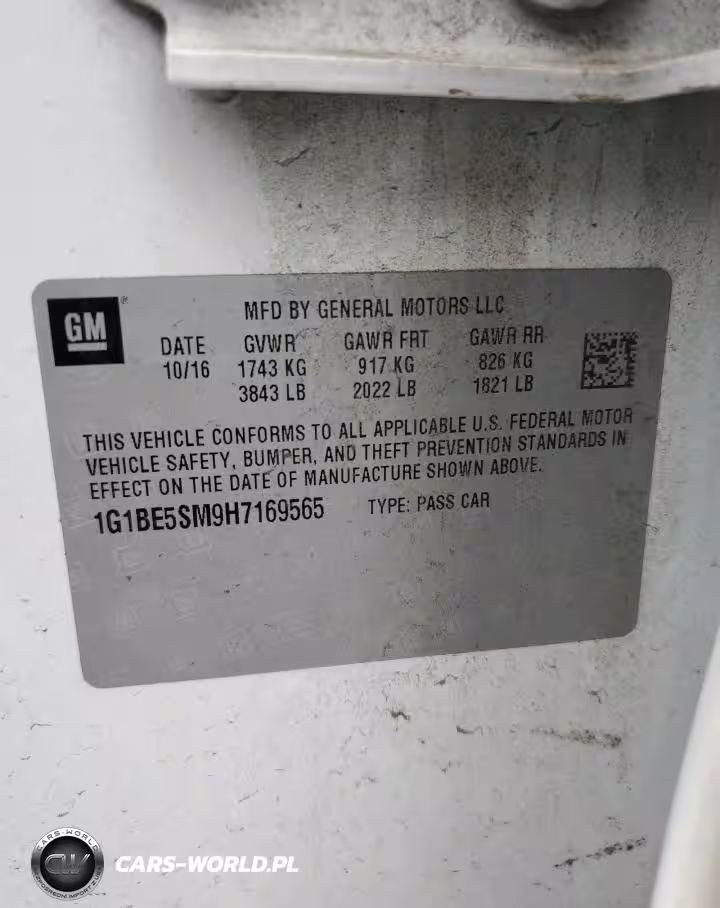 GM
MFD BY GENERAL MOTORS LLC
DATE GVWR GAWR FRT GAWR RR
10/16 1743 KG 917 KG 826 KG
3843 LB 2022 LB 1821 LB
THIS VEHICLE CONFORMS TO ALL APPLICABLE U.S. FEDERAL MOTOR
VEHICLE SAFETY, BUMPER, AND THEFT PREVENTION STANDARDS IN
EFFECT ON THE DATE OF MANUFACTURE SHOWN ABOVE.
1G1BE5SM9H7169565 TYPE: PASS CAR
CARS-WORLD
CW
CARS-WORLD.PL